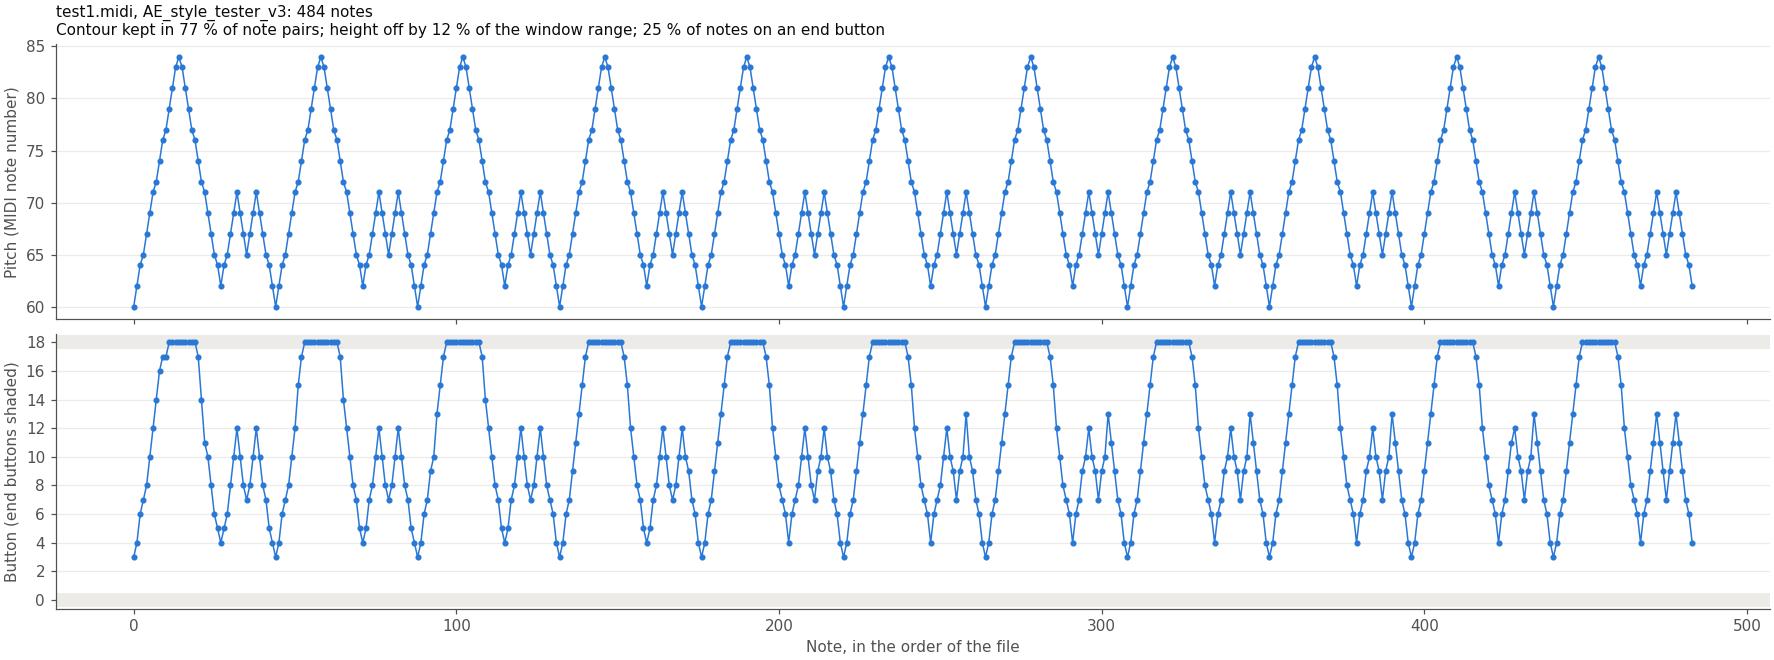 test1.midi, AE_style_tester_v3: 484 notes
Contour kept in 77 % of note pairs; height off by 12 % of the window range; 25 % of notes on an end button
Pitch (MIDI note number)
85
80
75
70
65
60
Button (end buttons shaded)
18
16
14
12
10
8
6
4
2
0
0 100 200 300 400 500
Note, in the order of the file